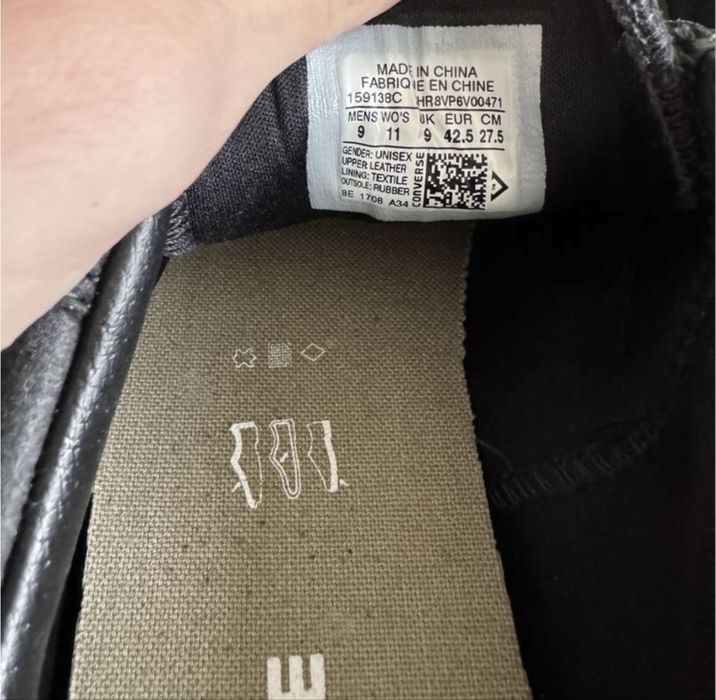 MADE IN CHINA
FABRIQUE EN CHINE
159138C HR8VP6V00471
MENS WO'S UK EUR CM
9 11 9 42.5 27.5
GENDER: UNISEX
UPPER LEATHER
LINING: TEXTILE
OUTSOLE: RUBBER
BE 1708 A34
CONVERSE
E